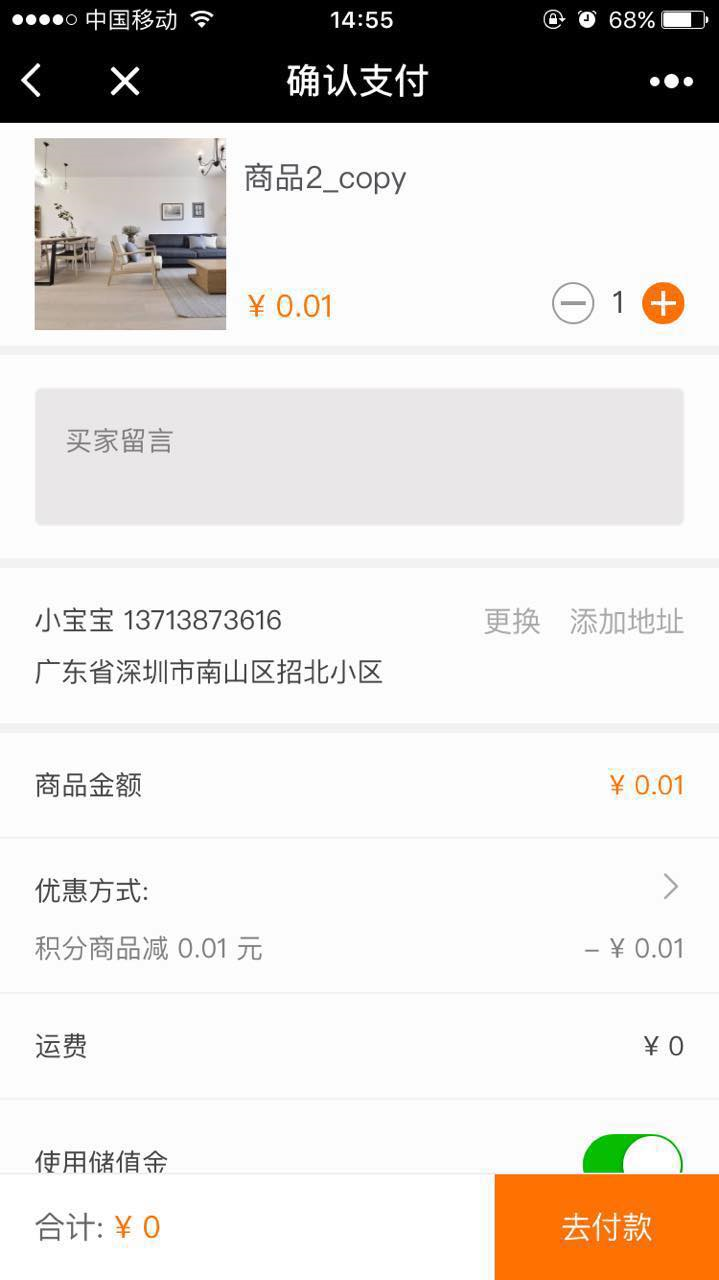 中国移动 14:55 68%
确认支付
商品2_copy
¥ 0.01 1
买家留言
小宝宝 13713873616 更换 添加地址
广东省深圳市南山区招北小区
商品金额 ¥ 0.01
优惠方式:
积分商品减 0.01 元 – ¥ 0.01
运费 ¥ 0
使用储值金
合计: ¥ 0 去付款